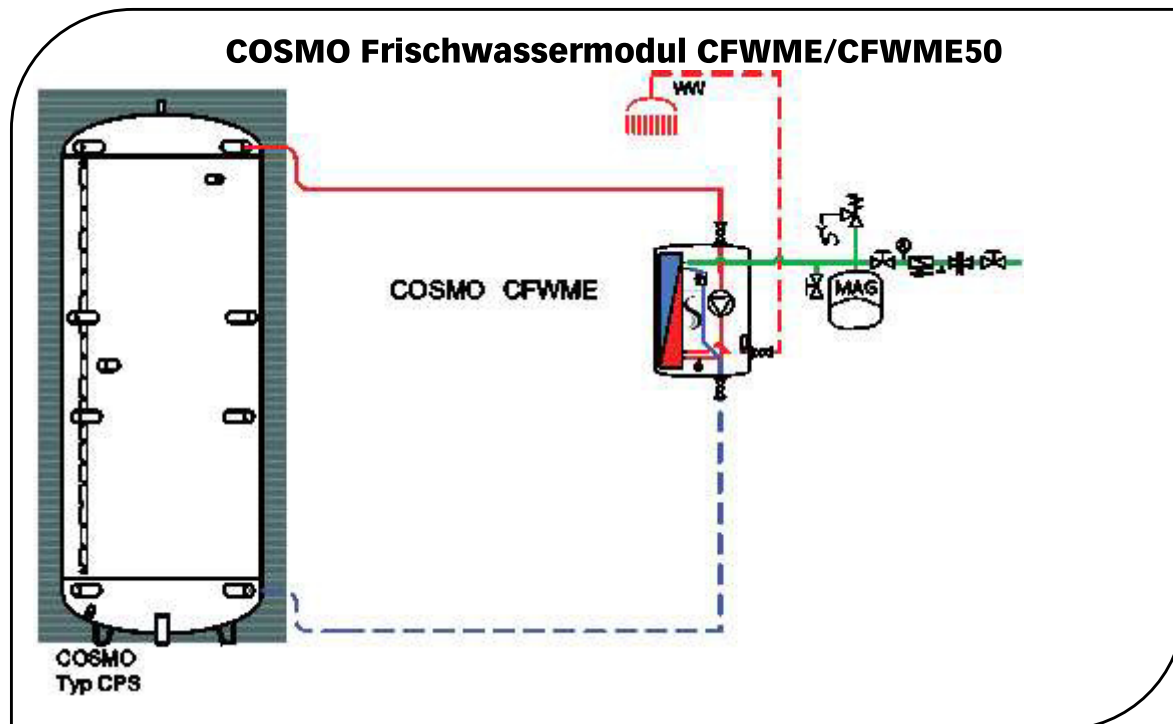 COSMO Frischwassermodul CFWME/CFWME50
WW
COSMO CFWME
MAG
COSMO
Typ CPS